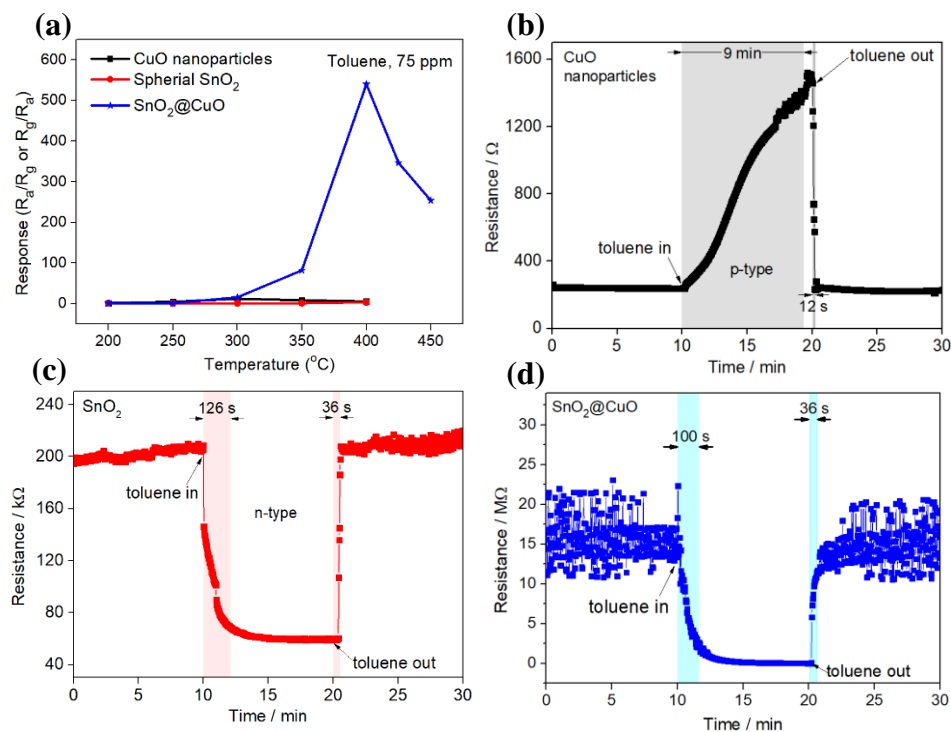 (a)
600
500
400
300
200
100
0
Response (Ra/Rg or Rg/Ra)
CuO nanoparticles
Spherial SnO2
SnO2@CuO
Toluene, 75 ppm
200 250 300 350 400 450
Temperature (oC)
(b)
1600
1200
800
400
0
Resistance / Ω
CuO
nanoparticles
9 min
toluene out
toluene in
p-type
12 s
0 5 10 15 20 25 30
Time / min
(c)
240
200
160
120
80
40
Resistance / kΩ
SnO2
126 s
36 s
toluene in
n-type
toluene out
0 5 10 15 20 25 30
Time / min
(d)
30
25
20
15
10
5
0
Resistance / MΩ
SnO2@CuO
36 s
100 s
toluene in
toluene out
0 5 10 15 20 25 30
Time / min